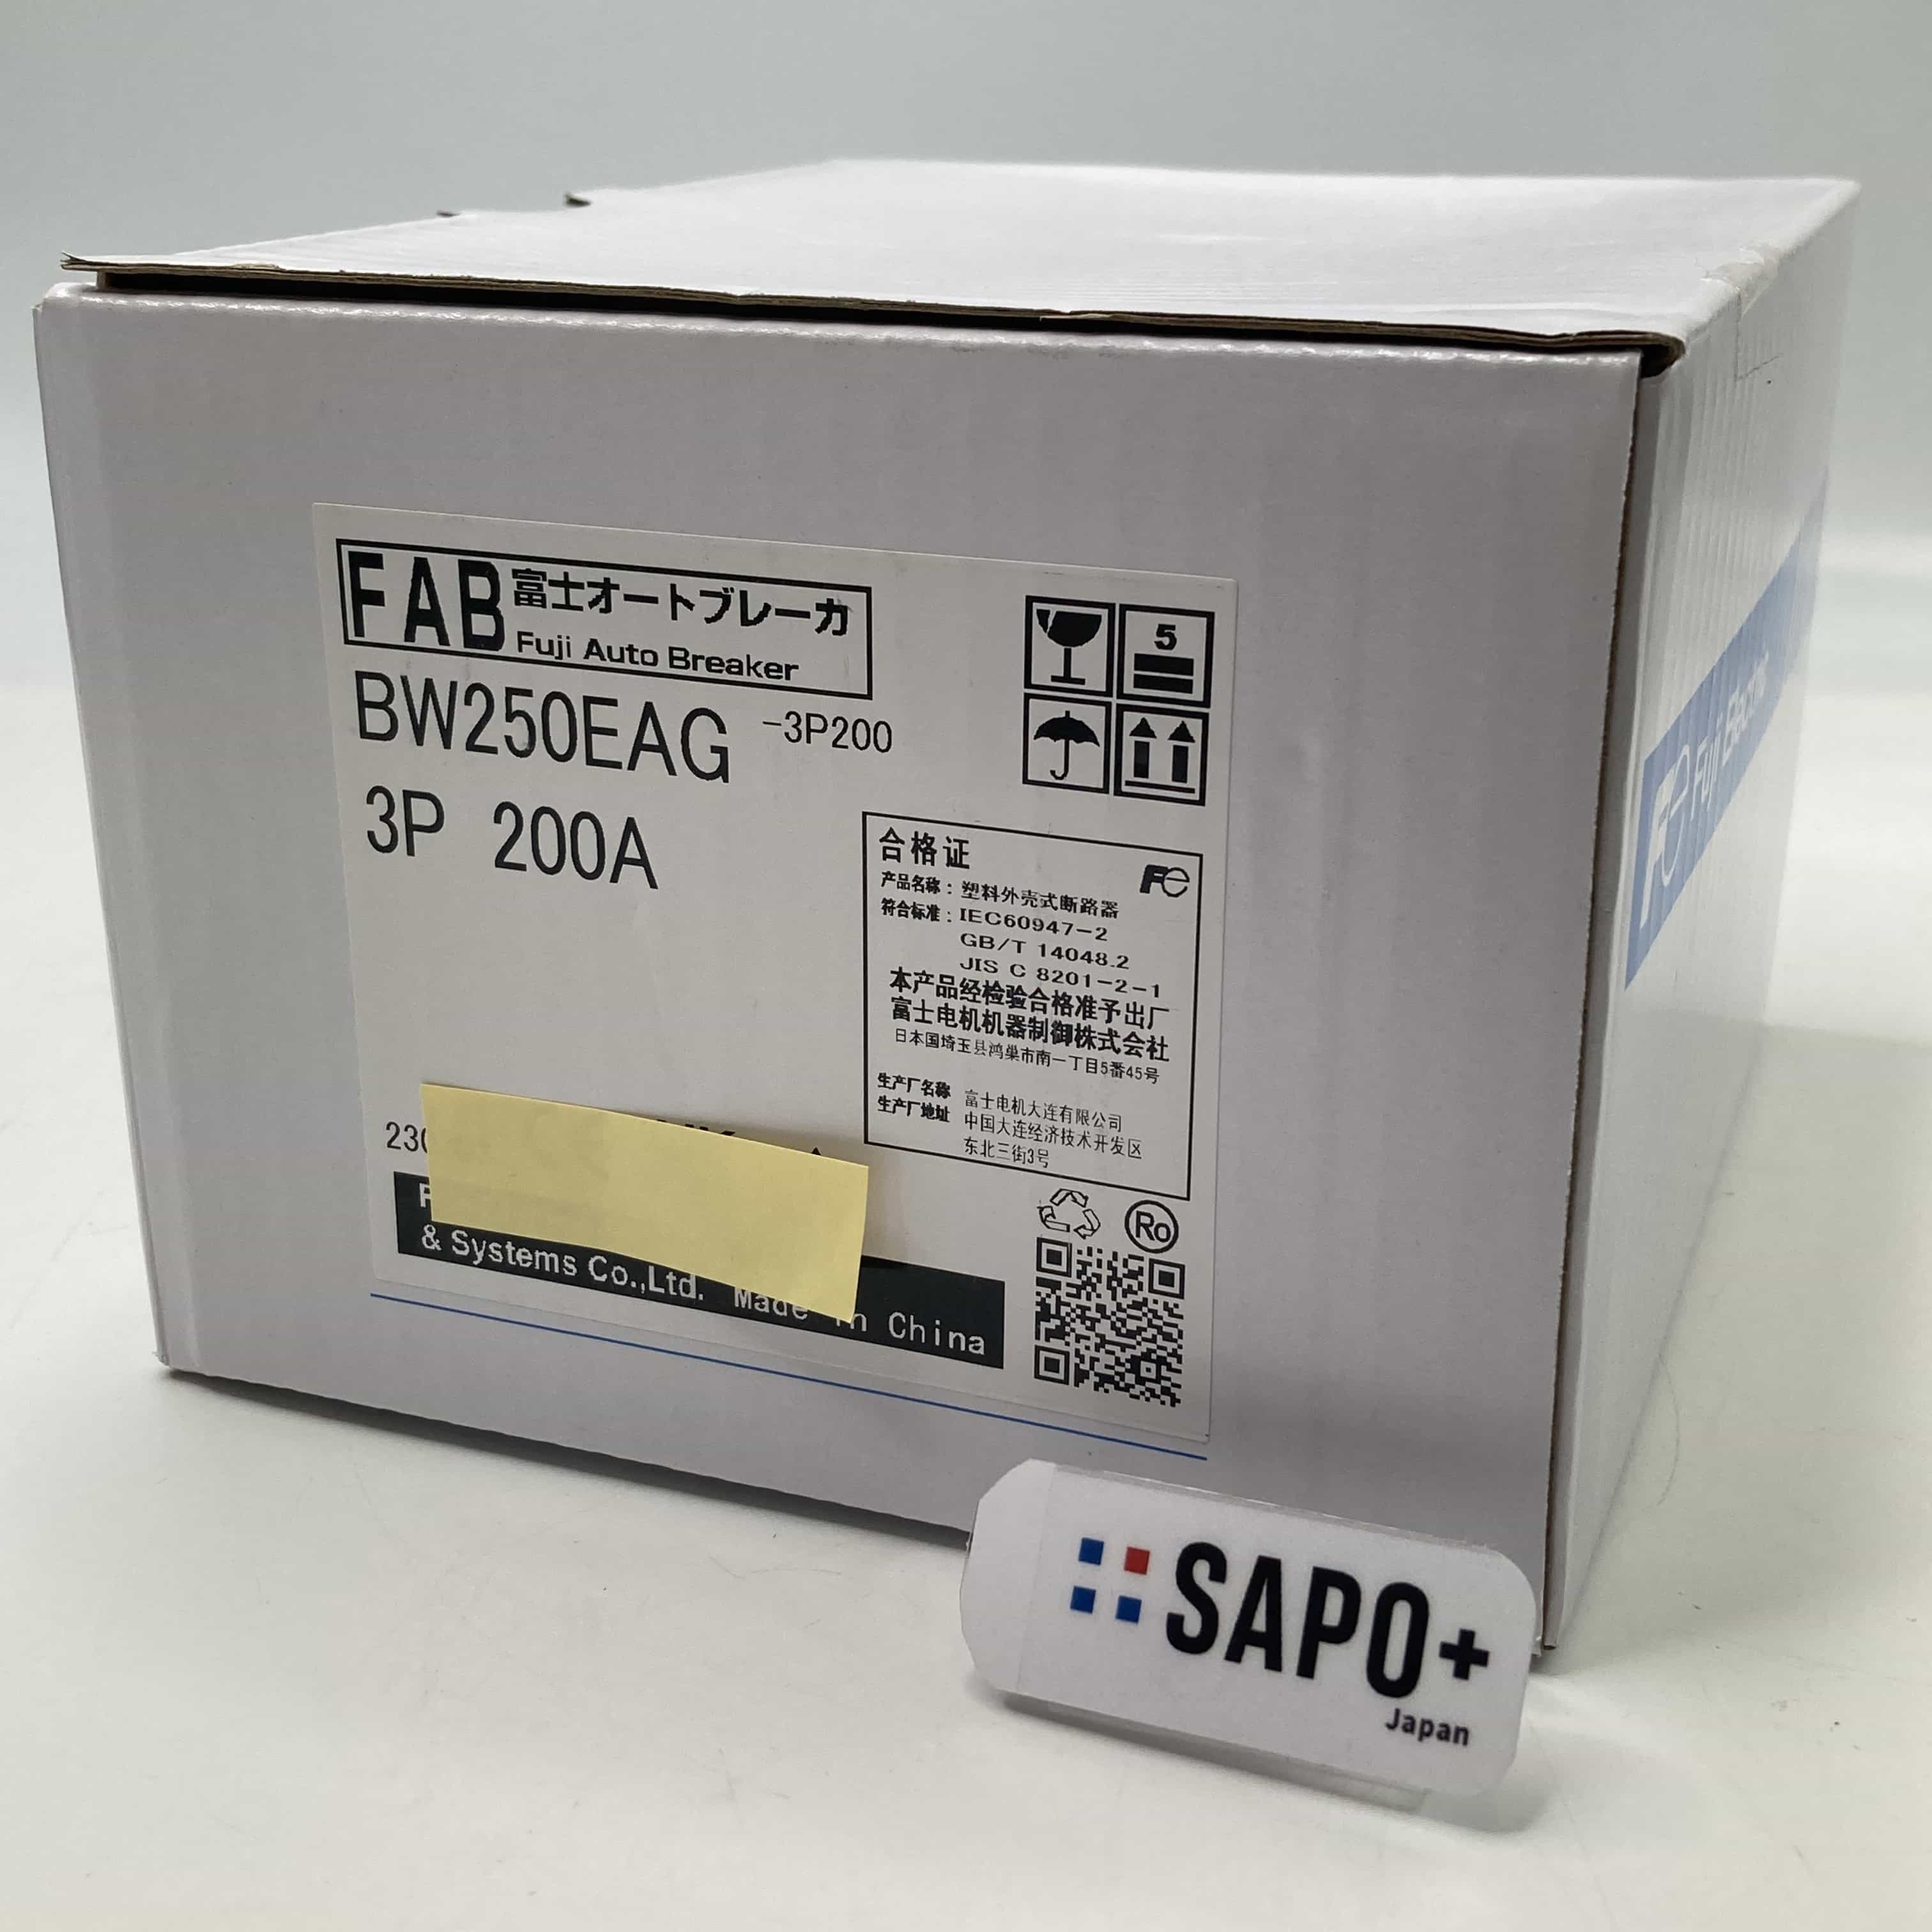 FAB 富士オートブレーカ
Fuji Auto Breaker
BW250EAG -3P200
3P 200A
5
合格证
Fe
产品名称：塑料外壳式断路器
符合标准：IEC60947-2
GB/T 14048.2
JIS C 8201-2-1
本产品经检验合格准予出厂
富士电机机器制御株式会社
日本国埼玉县鸿巣市南一丁目5番45号
生产厂名称 富士电机大连有限公司
生产厂地址 中国大连经济技术开发区
东北三街3号
230
& Systems Co.,Ltd. Made in China
Ro
Fe Fuji Electric
SAPO+
Japan